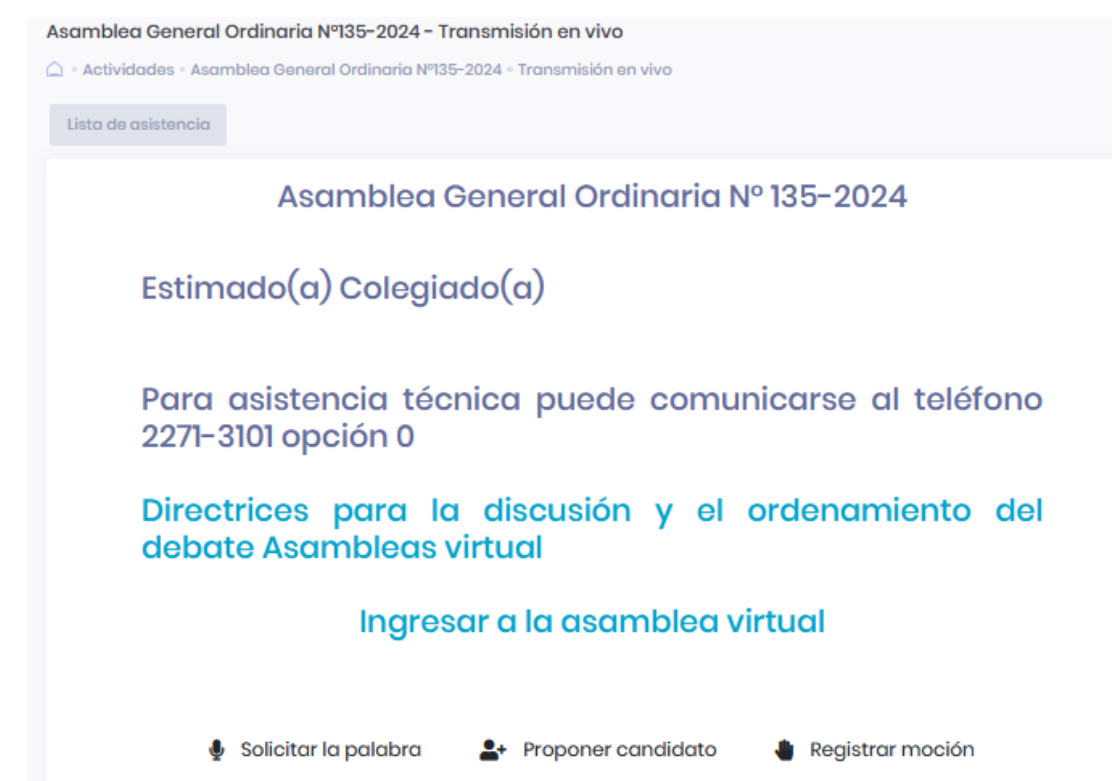 Asamblea General Ordinaria Nº135-2024 - Transmisión en vivo
Actividades Asamblea General Ordinaria Nº135-2024 Transmisión en vivo
Lista de asistencia
Asamblea General Ordinaria Nº 135-2024
Estimado(a) Colegiado(a)
Para asistencia técnica puede comunicarse al teléfono
2271-3101 opción 0
Directrices para la discusión y el ordenamiento del
debate Asambleas virtual
Ingresar a la asamblea virtual
Solicitar la palabra Proponer candidato Registrar moción